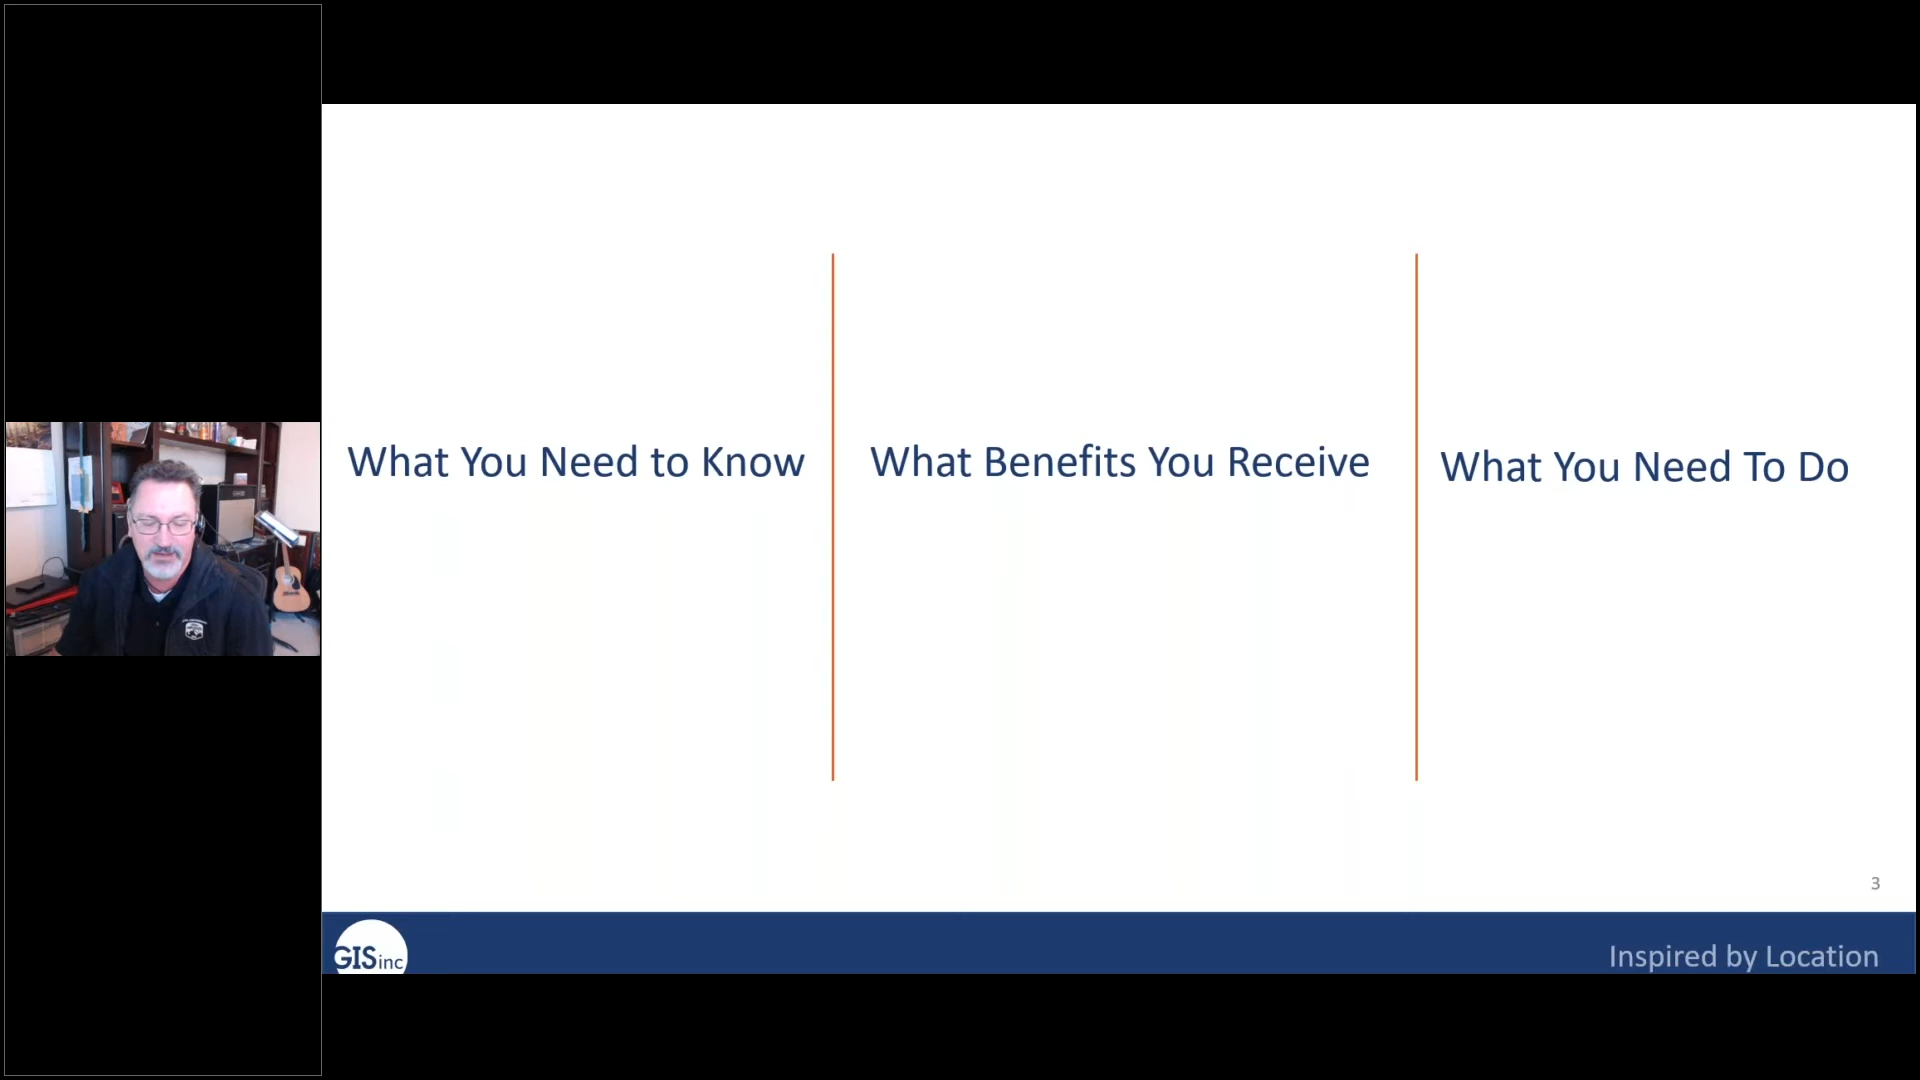 What You Need to Know
What Benefits You Receive
What You Need To Do
3
GISinc
Inspired by Location